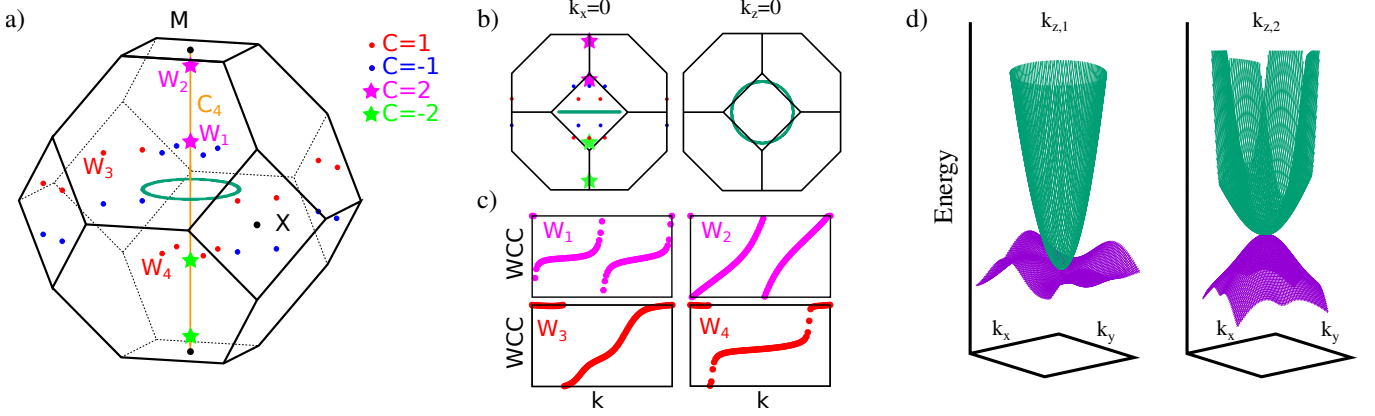 a)
M
C=1
C=-1
C=2
C=-2
W2
C4
W1
W3
X
W4
b)
kx=0
kz=0
c)
WCC
W1
W2
WCC
W3
W4
k
k
d)
kz,1
kz,2
Energy
kx
ky
kx
ky